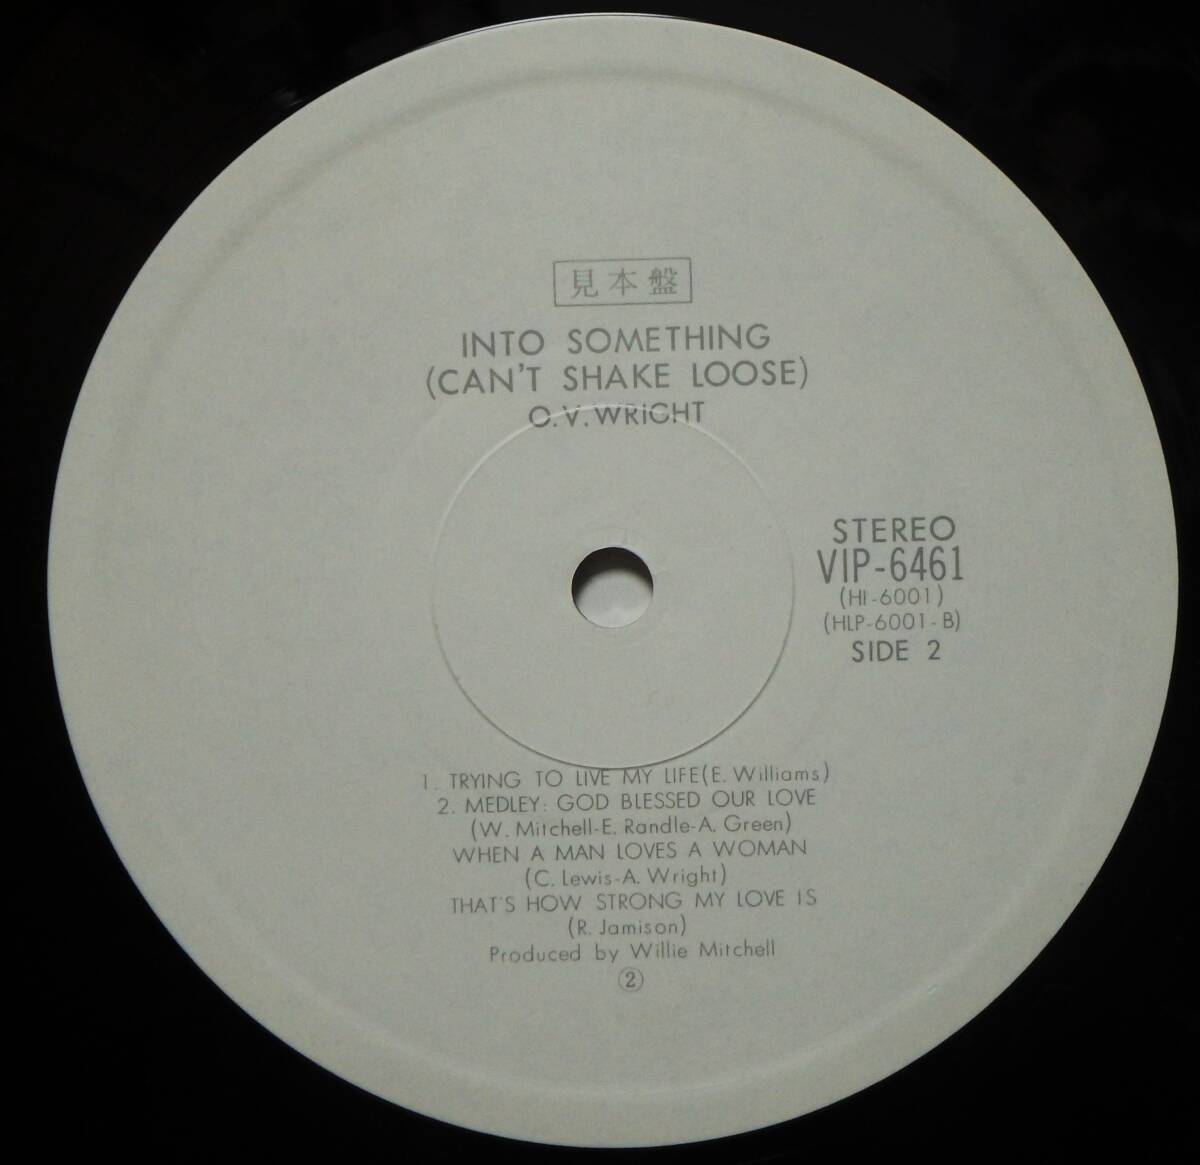 見本盤
INTO SOMETHING
(CAN'T SHAKE LOOSE)
O.V.WRIGHT
STEREO
VIP-6461
(HI-6001)
(HLP-6001-B)
SIDE 2
1. TRYING TO LIVE MY LIFE(E. Williams)
2. MEDLEY: GOD BLESSED OUR LOVE
(W. Mitchell-E. Randle-A. Green)
WHEN A MAN LOVES A WOMAN
(C. Lewis-A. Wright)
THAT'S HOW STRONG MY LOVE IS
(R. Jamison)
Produced by Willie Mitchell
②